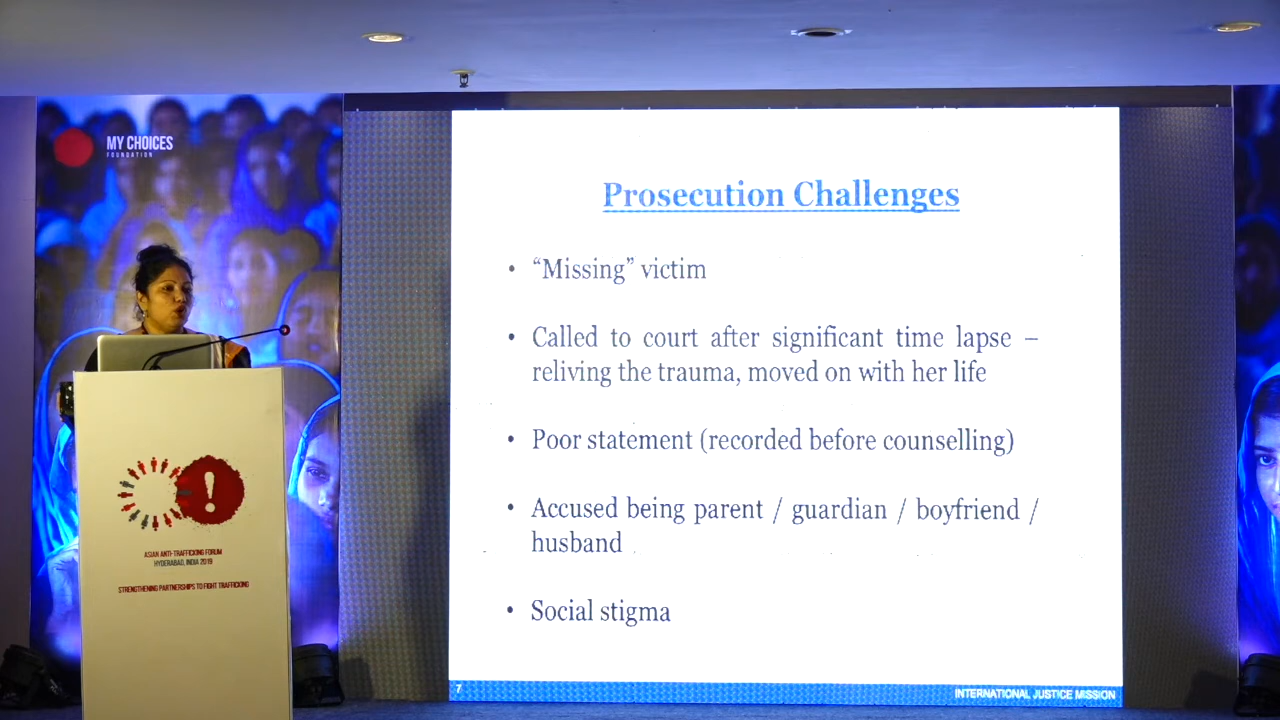 MY CHOICES
FOUNDATION
Prosecution Challenges
• “Missing” victim
• Called to court after significant time lapse –
reliving the trauma, moved on with her life
• Poor statement (recorded before counselling)
• Accused being parent / guardian / boyfriend /
husband
• Social stigma
7
INTERNATIONAL JUSTICE MISSION
!
ASIAN ANTI-TRAFFICKING FORUM
HYDERABAD, INDIA 2019
STRENGTHENING PARTNERSHIPS TO FIGHT TRAFFICKING